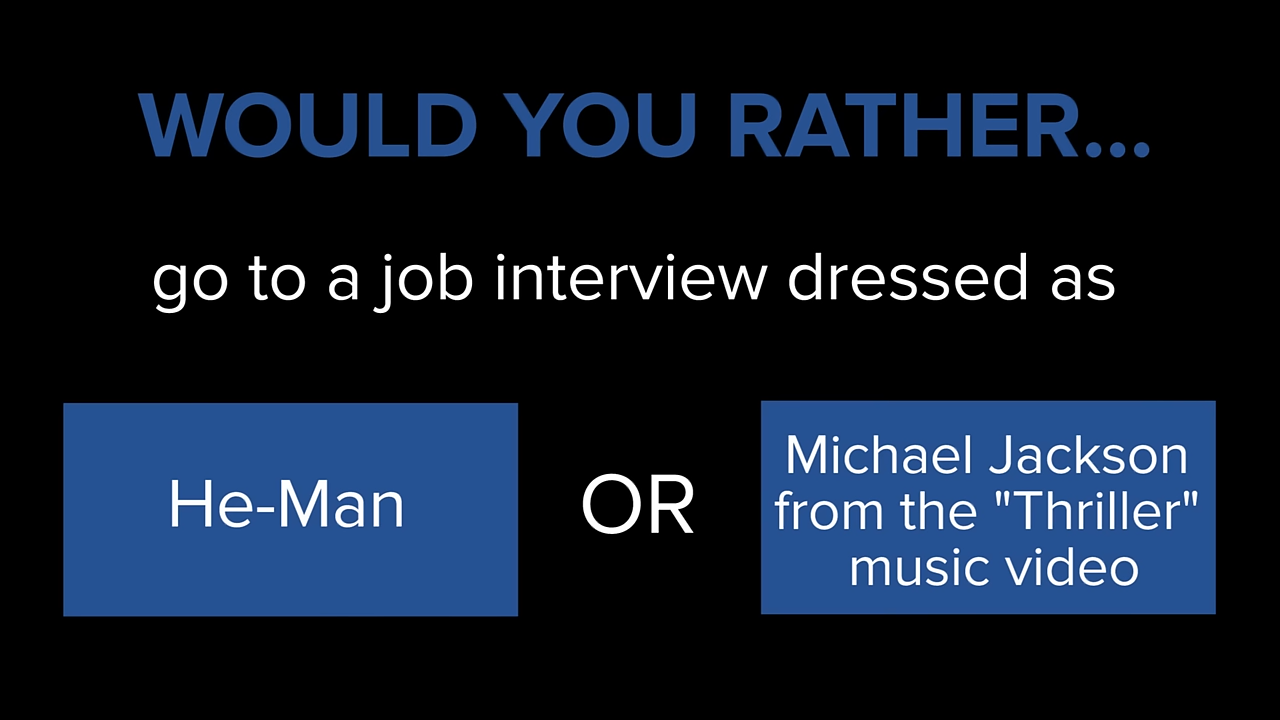 WOULD YOU RATHER...
go to a job interview dressed as
He-Man
OR
Michael Jackson
from the "Thriller"
music video